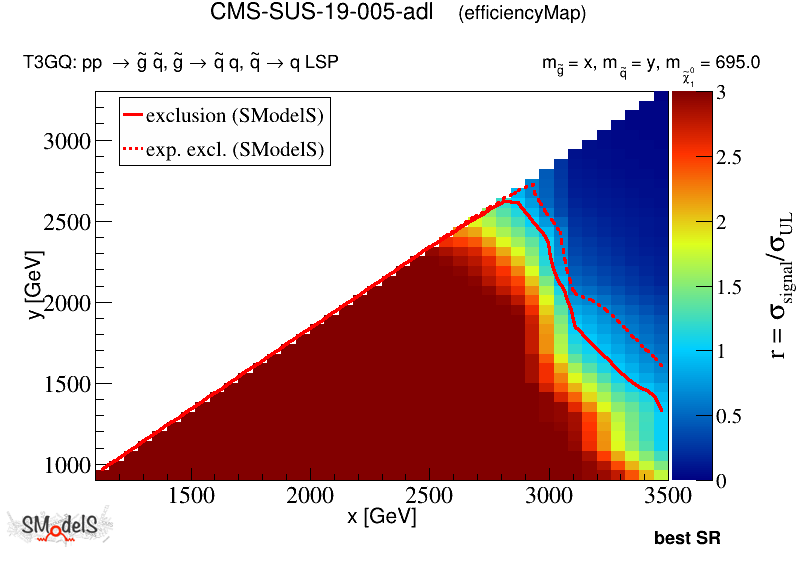 CMS-SUS-19-005-adl (efficiencyMap)
T3GQ: pp → g̃ q̃, g̃ → q̃ q, q̃ → q LSP
m_g̃ = x, m_q̃ = y, m_χ̃₁⁰ = 695.0
exclusion (SModelS)
exp. excl. (SModelS)
y [GeV]
3000
2500
2000
1500
1000
1500
2000
2500
3000
3500
x [GeV]
3
2.5
2
1.5
1
0.5
0
r = σ_signal/σ_UL
SModelS
best SR